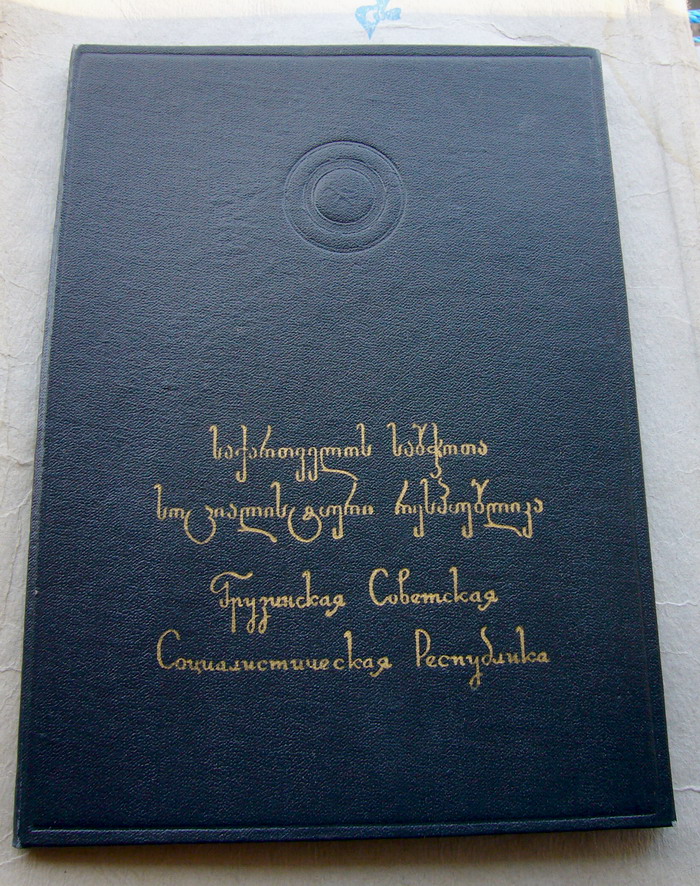 საქართველოს საბჭოთა
სოციალისტური რესპუბლიკა
Грузинская Советская
Социалистическая Республика